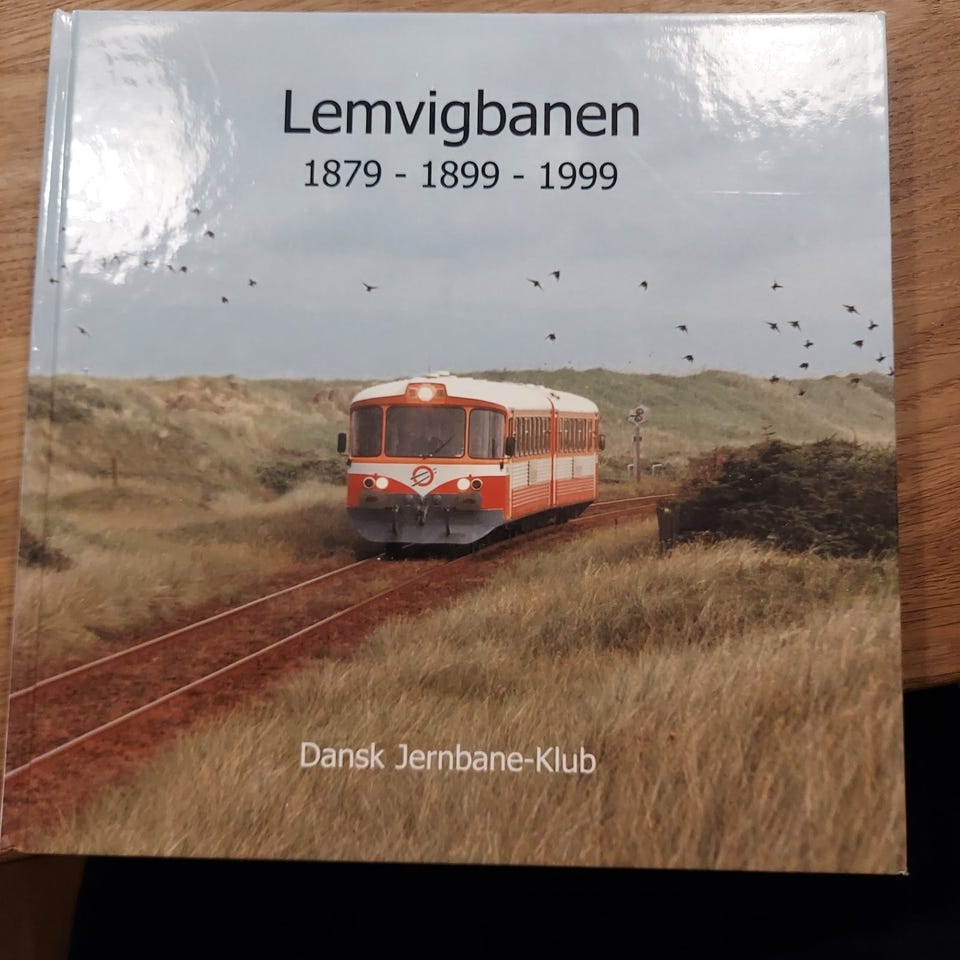 Lemvigbanen
1879 - 1899 - 1999
Dansk Jernbane-Klub